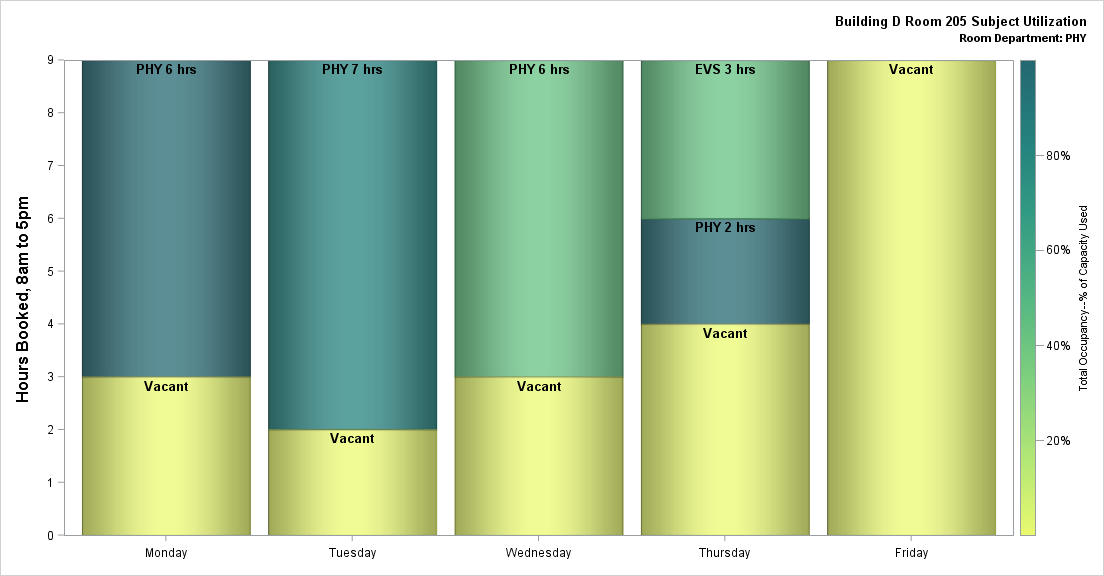 Building D Room 205 Subject Utilization
Room Department: PHY
Hours Booked, 8am to 5pm
9
8
7
6
5
4
3
2
1
0
PHY 6 hrs
Vacant
PHY 7 hrs
Vacant
PHY 6 hrs
Vacant
EVS 3 hrs
PHY 2 hrs
Vacant
Vacant
Monday
Tuesday
Wednesday
Thursday
Friday
80%
60%
40%
20%
Total Occupancy--% of Capacity Used